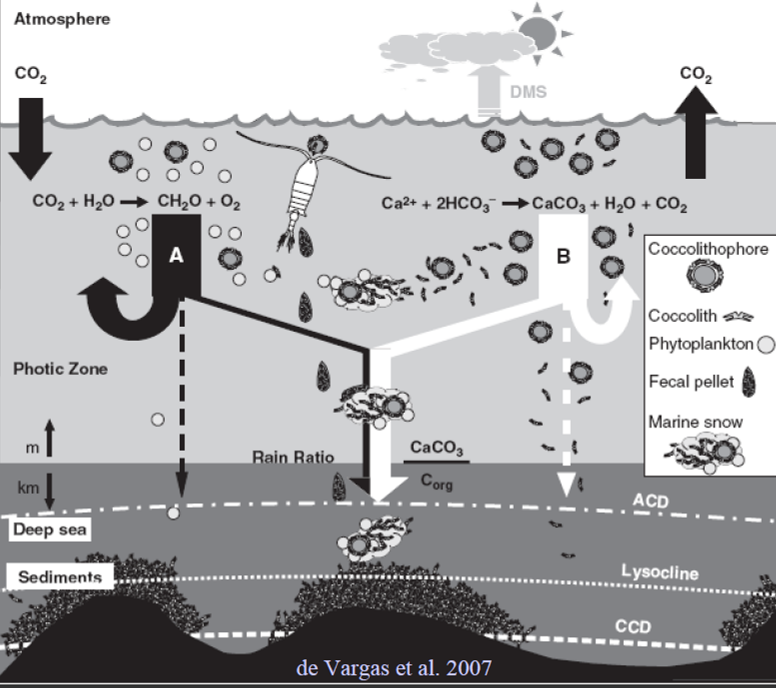 Atmosphere
CO₂
CO₂
DMS
CO₂ + H₂O → CH₂O + O₂
Ca²⁺ + 2HCO₃⁻ → CaCO₃ + H₂O + CO₂
A
B
Coccolithophore
Coccolith
Phytoplankton
Fecal pellet
Marine snow
Photic Zone
m
km
Rain Ratio
CaCO₃
Corg
ACD
Deep sea
Sediments
Lysocline
CCD
de Vargas et al. 2007